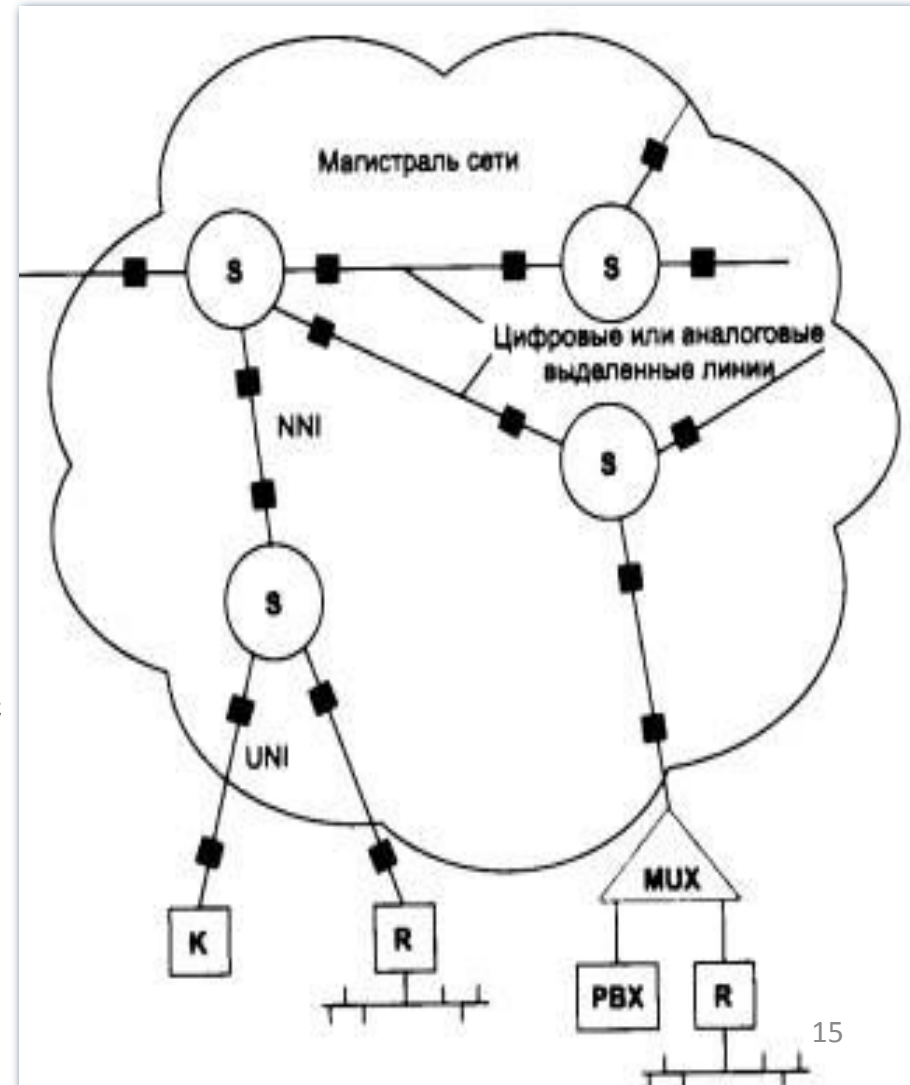 Магистраль сети
S
S
Цифровые или аналоговые
выделенные линии
NNI
S
S
UNI
MUX
K
R
PBX
R
15